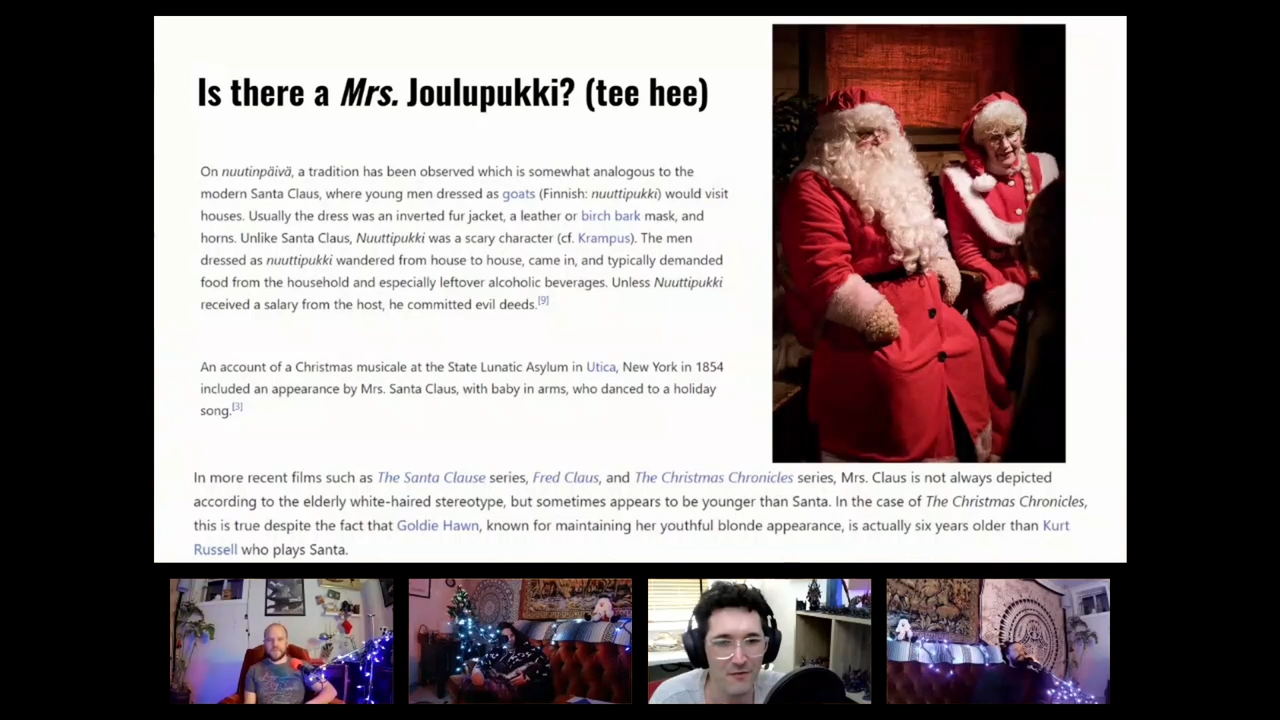 Is there a Mrs. Joulupukki? (tee hee)
On nuutinpäivä, a tradition has been observed which is somewhat analogous to the
modern Santa Claus, where young men dressed as goats (Finnish: nuuttipukki) would visit
houses. Usually the dress was an inverted fur jacket, a leather or birch bark mask, and
horns. Unlike Santa Claus, Nuuttipukki was a scary character (cf. Krampus). The men
dressed as nuuttipukki wandered from house to house, came in, and typically demanded
food from the household and especially leftover alcoholic beverages. Unless Nuuttipukki
received a salary from the host, he committed evil deeds.[9]
An account of a Christmas musicale at the State Lunatic Asylum in Utica, New York in 1854
included an appearance by Mrs. Santa Claus, with baby in arms, who danced to a holiday
song.[3]
In more recent films such as The Santa Clause series, Fred Claus, and The Christmas Chronicles series, Mrs. Claus is not always depicted
according to the elderly white-haired stereotype, but sometimes appears to be younger than Santa. In the case of The Christmas Chronicles,
this is true despite the fact that Goldie Hawn, known for maintaining her youthful blonde appearance, is actually six years older than Kurt
Russell who plays Santa.